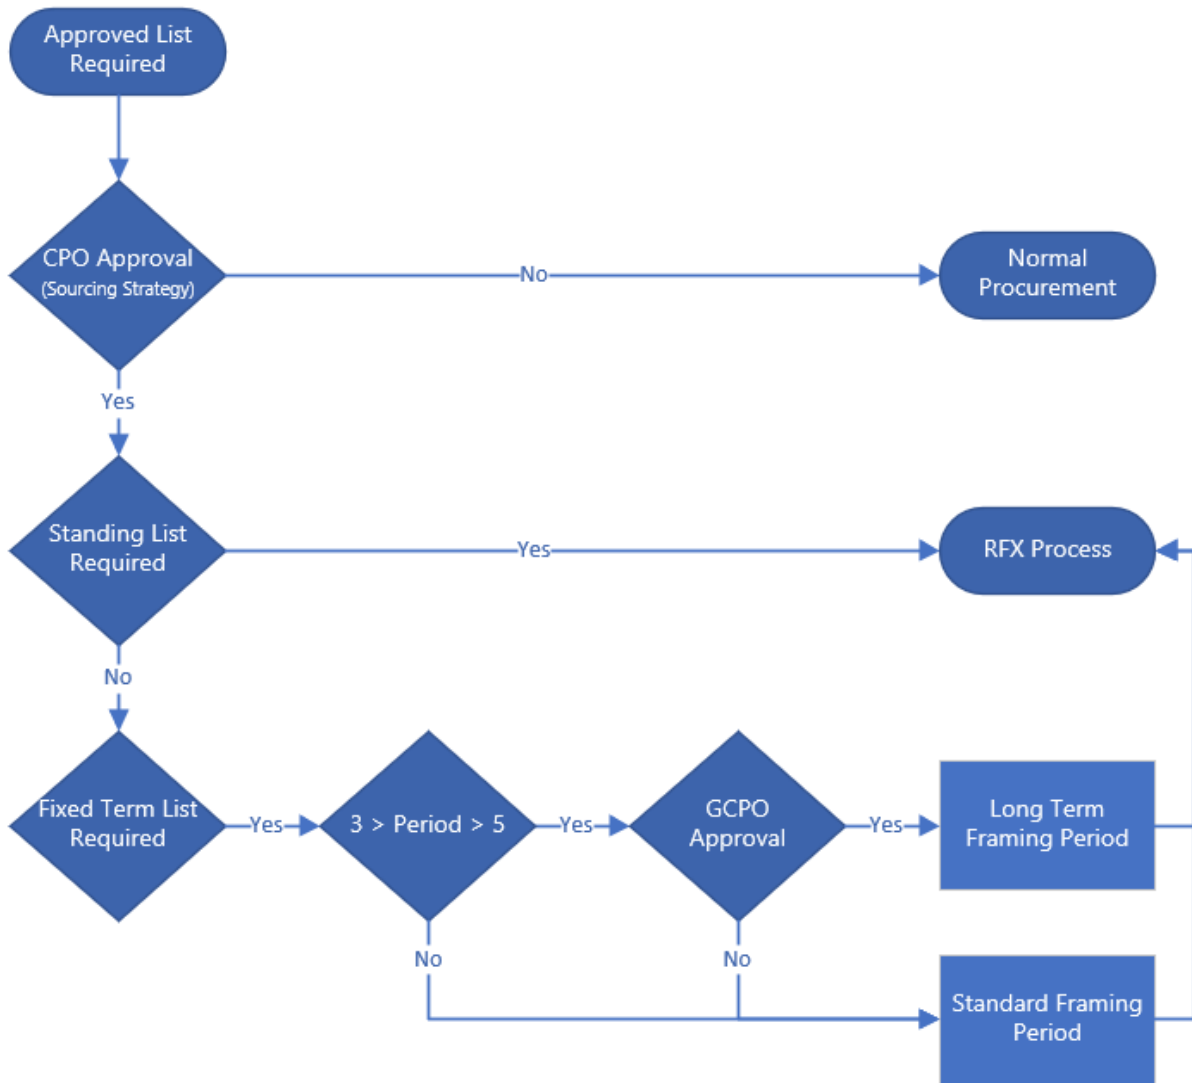 Approved List
Required
CPO Approval
(Sourcing Strategy)
No
Normal
Procurement
Yes
Standing List
Required
Yes
RFX Process
No
Fixed Term List
Required
Yes
3 > Period > 5
Yes
GCPO
Approval
Yes
Long Term
Framing Period
No
No
Standard Framing
Period